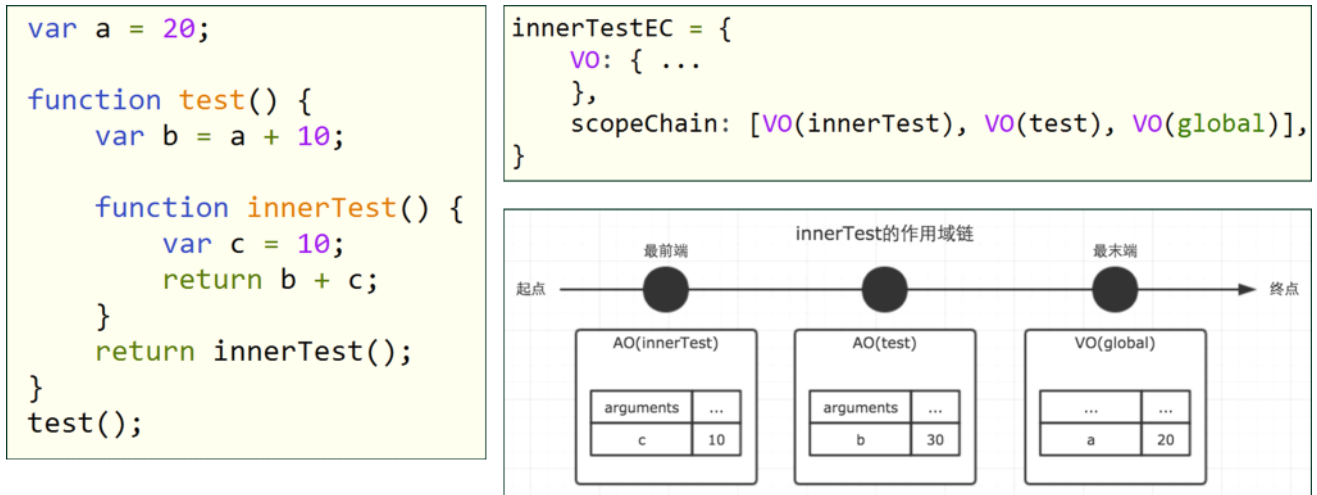 var a = 20;
function test() {
var b = a + 10;
function innerTest() {
var c = 10;
return b + c;
}
return innerTest();
}
test();
innerTestEC = {
VO: { ...
},
scopeChain: [VO(innerTest), VO(test), VO(global)],
}
innerTest的作用域链
最前端
最末端
起点
终点
AO(innerTest)
arguments ...
c 10
AO(test)
arguments ...
b 30
VO(global)
... ...
a 20